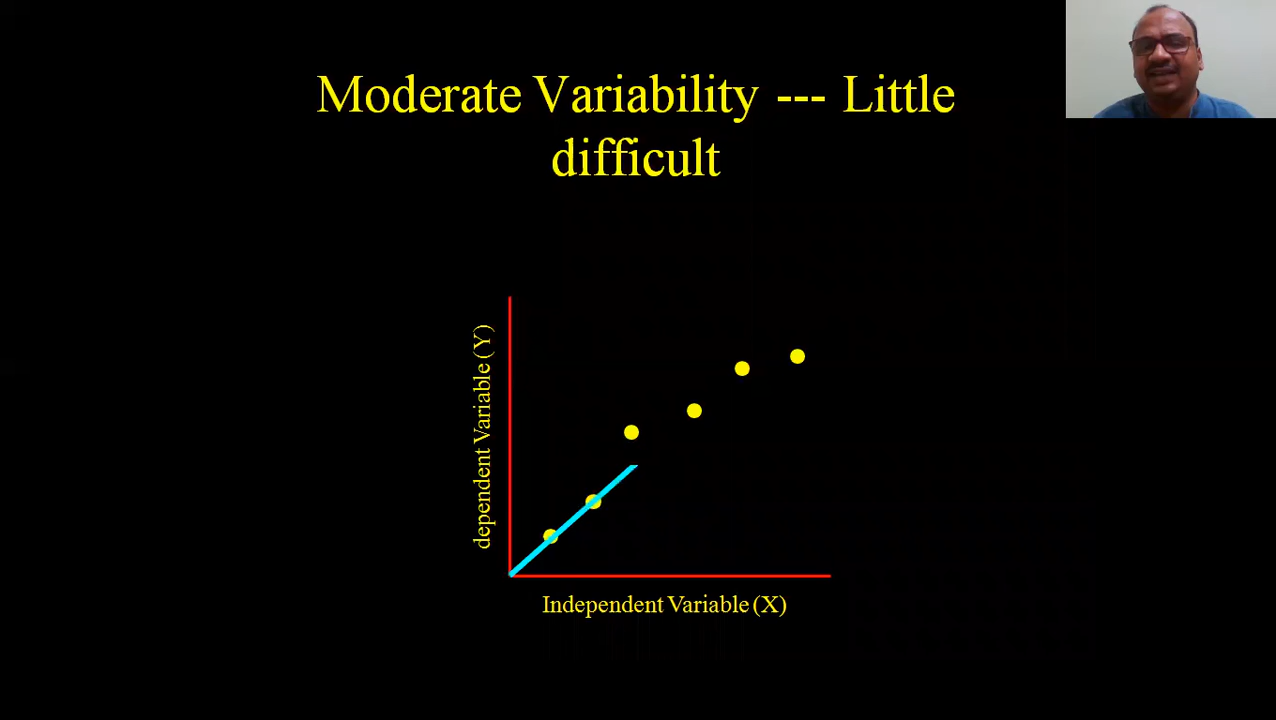 Moderate Variability --- Little
difficult
dependent Variable (Y)
Independent Variable (X)